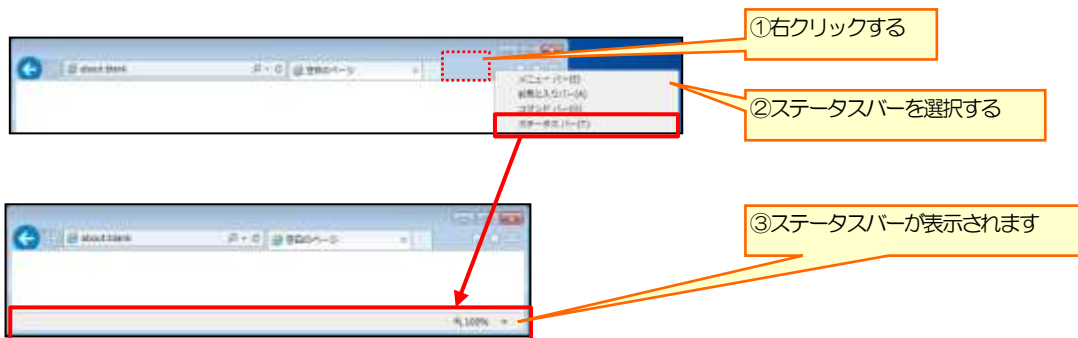 ①右クリックする
about:blank
空白のページ
メニュー バー(E)
お気に入りバー(A)
コマンド バー(O)
ステータス バー(T)
②ステータスバーを選択する
③ステータスバーが表示されます
about:blank
空白のページ
100%